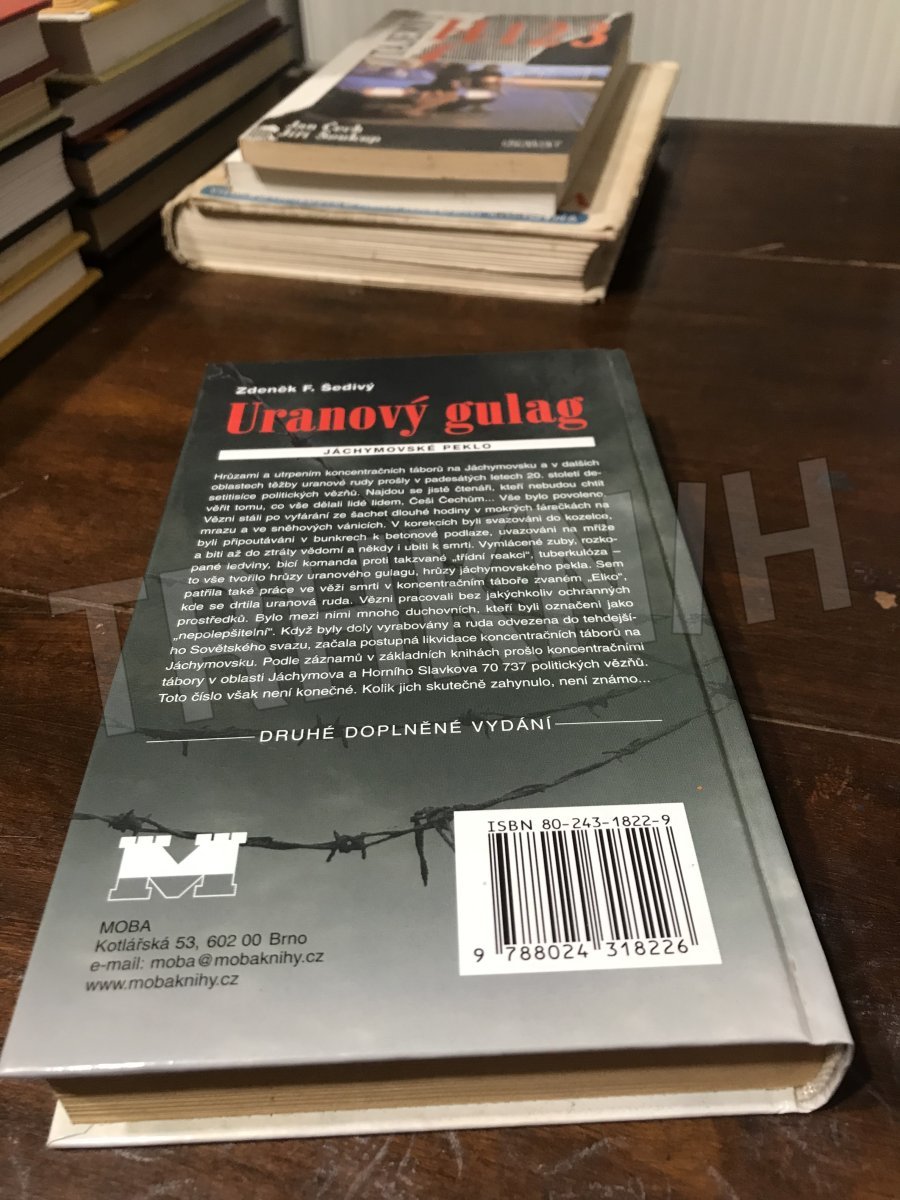 14123
Jan Čech
Jiří Soukup
Zdeněk F. Šedivý
Uranový gulag
JÁCHYMOVSKÉ PEKLO
Hrůzami a utrpením koncentračních táborů na Jáchymovsku a v dalších
oblastech těžby uranové rudy prošly v padesátých letech 20. století de-
setitisíce politických vězňů. Najdou se jistě čtenáři, kteří nebudou chtít
věřit tomu, co vše dělali lidé lidem, Češi Čechům... Vše bylo povoleno.
Vězni stáli po vyfárání ze šachet dlouhé hodiny v mokrých fáračkách na
mrazu a ve sněhových vánicích. V korekcích byli svazováni do kozelce,
byli připoutáváni v bunkrech k betonové podlaze, uvazováni na mříže
a biti až do ztráty vědomí a někdy i ubiti k smrti. Vymlácené zuby, rozko-
pané ledviny, bicí komanda proti takzvané „třídní reakci“, tuberkulóza –
to vše tvořilo hrůzy uranového gulagu, hrůzy jáchymovského pekla. Sem
patřila také práce ve věži smrti v koncentračním táboře zvaném „Elko“,
kde se drtila uranová ruda. Vězni pracovali bez jakýchkoliv ochranných
prostředků. Bylo mezi nimi mnoho duchovních, kteří byli označeni jako
„nepolepšitelní“. Když byly doly vyrabovány a ruda odvezena do tehdejší-
ho Sovětského svazu, začala postupná likvidace koncentračních táborů na
Jáchymovsku. Podle záznamů v základních knihách prošlo koncentračními
tábory v oblasti Jáchymova a Horního Slavkova 70 737 politických vězňů.
Toto číslo však není konečné. Kolik jich skutečně zahynulo, není známo...
DRUHÉ DOPLNĚNÉ VYDÁNÍ
ISBN 80-243-1822-9
9 788024 318226
M
MOBA
Kotlářská 53, 602 00 Brno
e-mail: moba@mobaknihy.cz
www.mobaknihy.cz